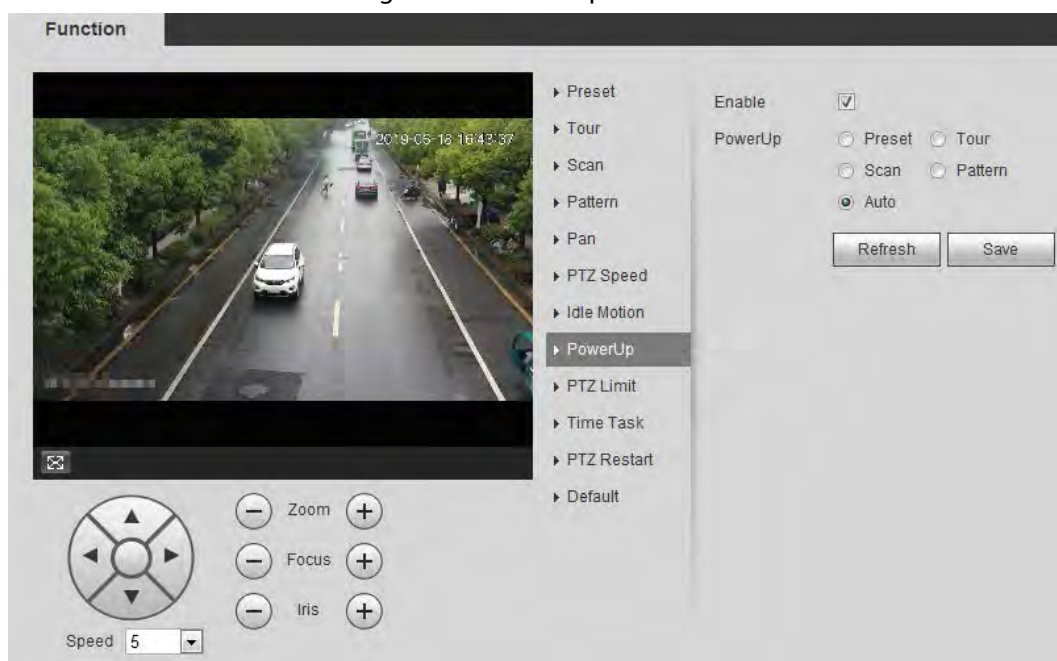 Function
2019-05-18 16:43:37
Preset
Tour
Scan
Pattern
Pan
PTZ Speed
Idle Motion
PowerUp
PTZ Limit
Time Task
PTZ Restart
Default
Enable
PowerUp
Preset Tour
Scan Pattern
Auto
Refresh Save
Zoom
Focus
Iris
Speed 5